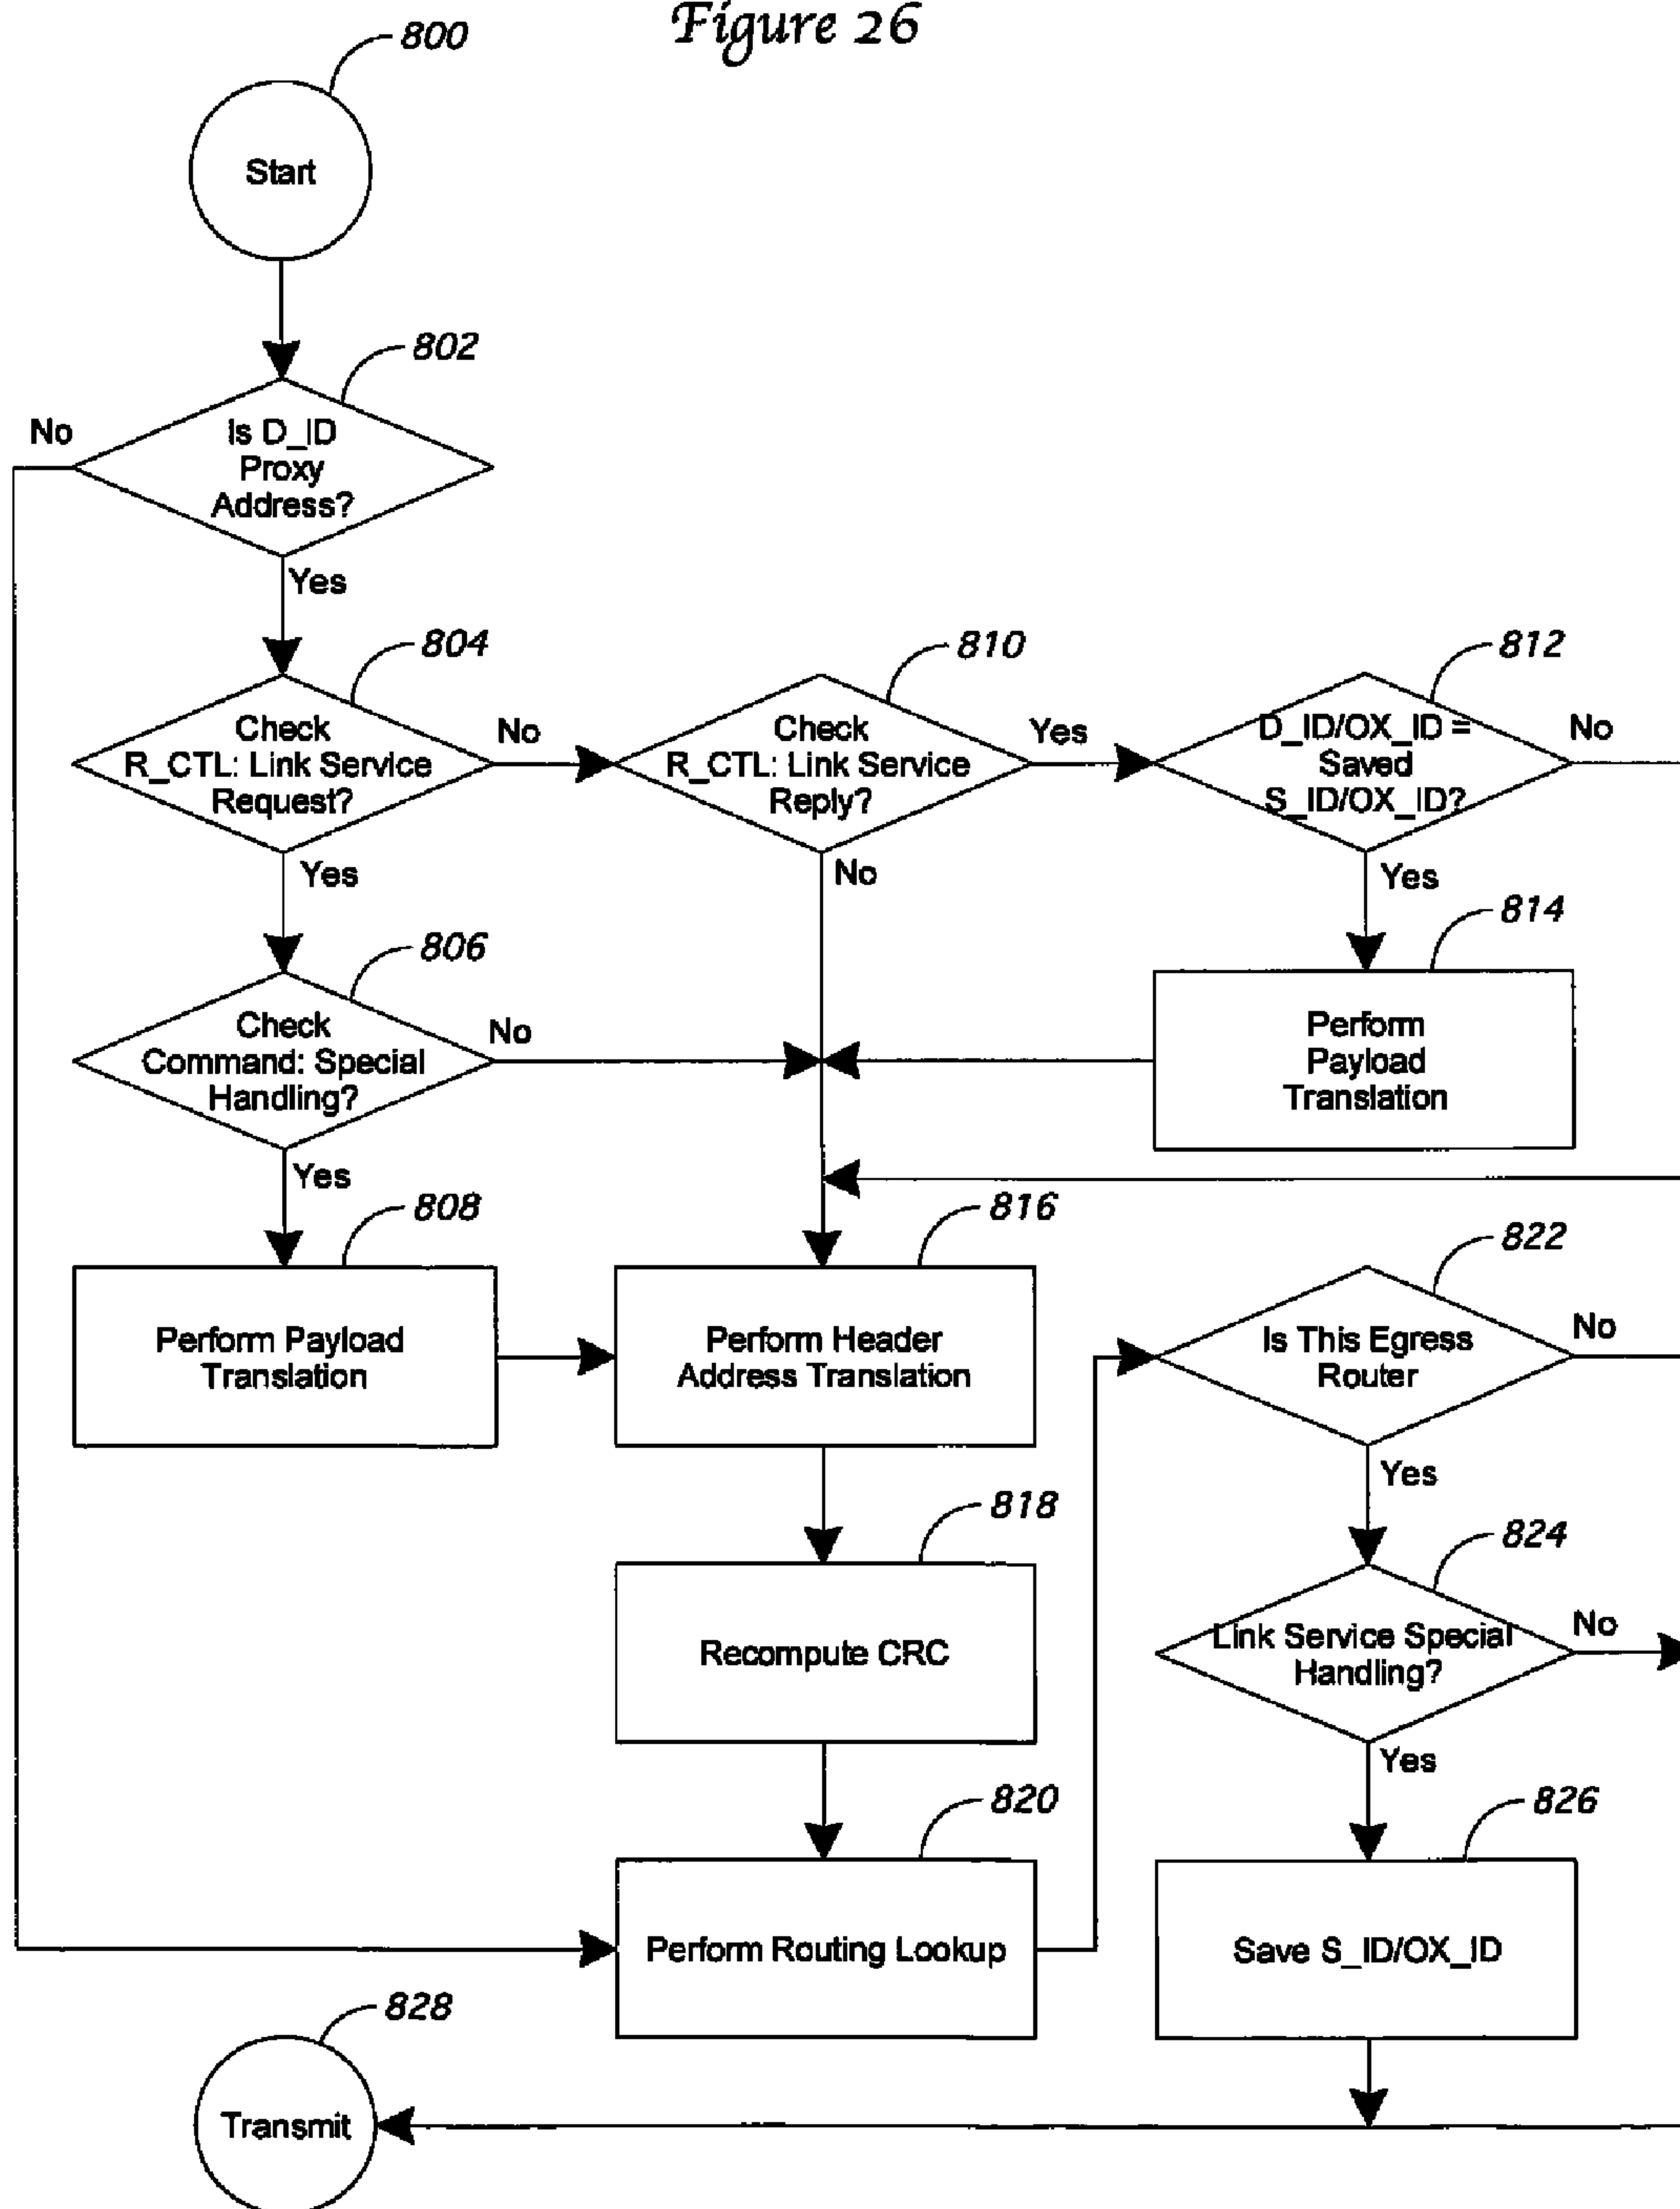 Figure 26
800
Start
802
No
Is D_ID
Proxy
Address?
Yes
804
Check
R_CTL: Link Service
Request?
No
Yes
810
Check
R_CTL: Link Service
Reply?
Yes
No
812
D_ID/OX_ID =
Saved
S_ID/OX_ID?
No
Yes
806
Check
Command: Special
Handling?
No
Yes
814
Perform
Payload
Translation
808
Perform Payload
Translation
816
Perform Header
Address Translation
822
Is This Egress
Router
No
Yes
818
Recompute CRC
824
Link Service Special
Handling?
No
Yes
820
Perform Routing Lookup
826
Save S_ID/OX_ID
828
Transmit